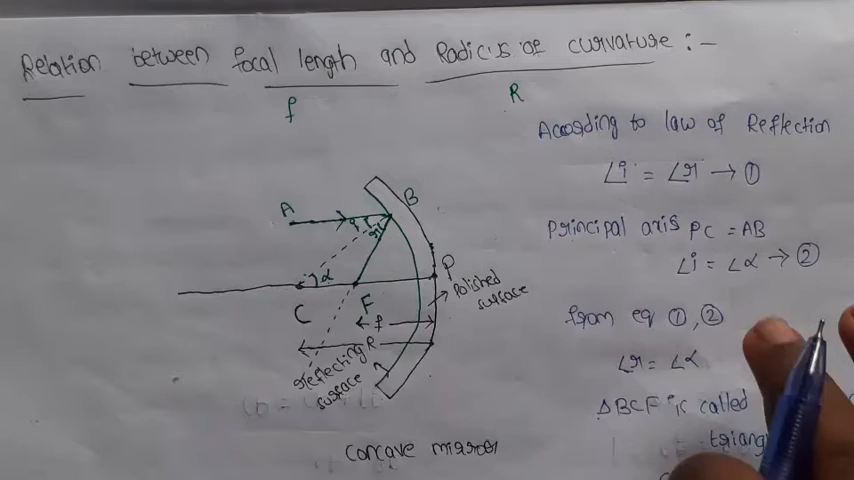 Relation between focal length and Radius of curvature :-
f
R
According to law of Reflection
∠i = ∠r → ①
Principal axis PC = AB
∠i = ∠α → ②
from eq ①, ②
∠r = ∠α
ΔBCF is called
A
B
i
r
α
P
C
F
Polished
surface
f
R
reflecting
surface
concave mirror